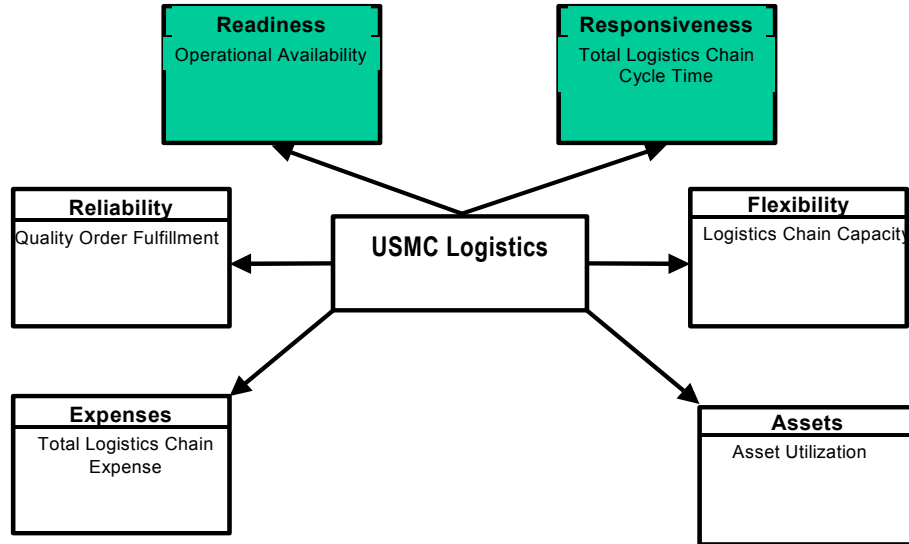 Readiness
Operational Availability
Responsiveness
Total Logistics Chain
Cycle Time
Reliability
Quality Order Fulfillment
USMC Logistics
Flexibility
Logistics Chain Capacity
Expenses
Total Logistics Chain
Expense
Assets
Asset Utilization